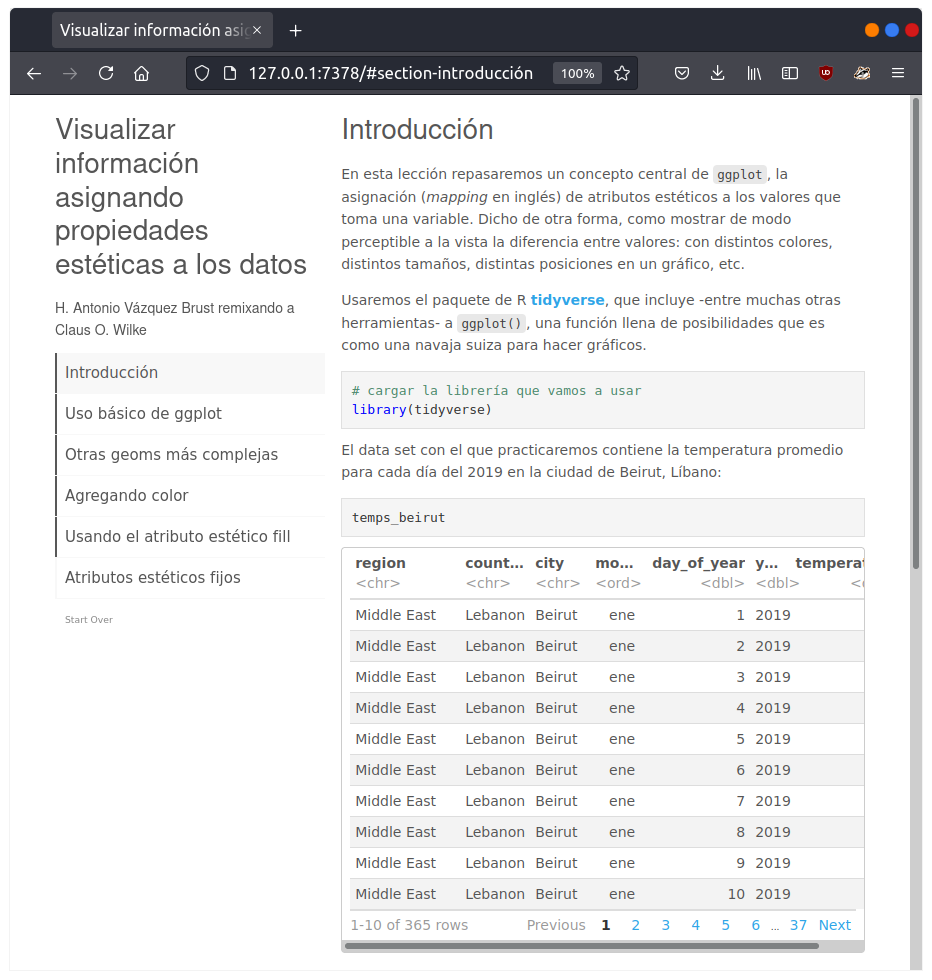 Visualizar información asig
127.0.0.1:7378/#section-introducción
100%
Visualizar
información
asignando
propiedades
estéticas a los datos
H. Antonio Vázquez Brust remixando a
Claus O. Wilke
Introducción
Uso básico de ggplot
Otras geoms más complejas
Agregando color
Usando el atributo estético fill
Atributos estéticos fijos
Start Over
Introducción
En esta lección repasaremos un concepto central de ggplot, la
asignación (mapping en inglés) de atributos estéticos a los valores que
toma una variable. Dicho de otra forma, como mostrar de modo
perceptible a la vista la diferencia entre valores: con distintos colores,
distintos tamaños, distintas posiciones en un gráfico, etc.
Usaremos el paquete de R tidyverse, que incluye -entre muchas otras
herramientas- a ggplot(), una función llena de posibilidades que es
como una navaja suiza para hacer gráficos.
# cargar la librería que vamos a usar
library(tidyverse)
El data set con el que practicaremos contiene la temperatura promedio
para cada día del 2019 en la ciudad de Beirut, Líbano:
temps_beirut
region count... city mo... day_of_year y... temperat
<chr> <chr> <chr> <ord> <dbl> <dbl> <
Middle East Lebanon Beirut ene 1 2019
Middle East Lebanon Beirut ene 2 2019
Middle East Lebanon Beirut ene 3 2019
Middle East Lebanon Beirut ene 4 2019
Middle East Lebanon Beirut ene 5 2019
Middle East Lebanon Beirut ene 6 2019
Middle East Lebanon Beirut ene 7 2019
Middle East Lebanon Beirut ene 8 2019
Middle East Lebanon Beirut ene 9 2019
Middle East Lebanon Beirut ene 10 2019
1-10 of 365 rows Previous 1 2 3 4 5 6 ... 37 Next